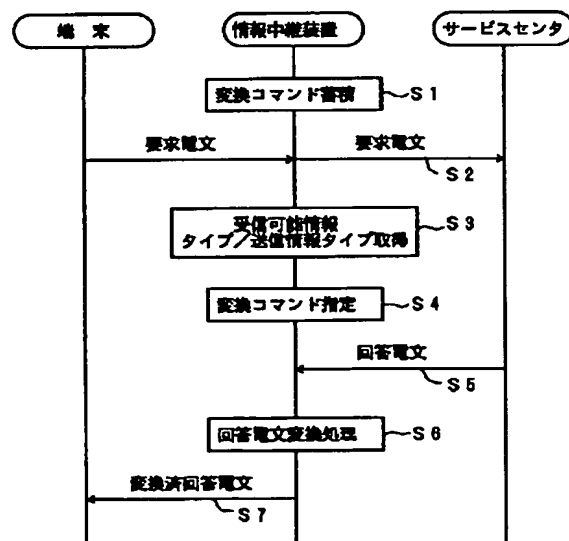 端末
情報中継装置
サービスセンタ
変換コマンド蓄積
S1
要求電文
要求電文
S2
受信可能情報
タイプ/送信情報タイプ取得
S3
変換コマンド指定
S4
回答電文
S5
回答電文変換処理
S6
変換済回答電文
S7